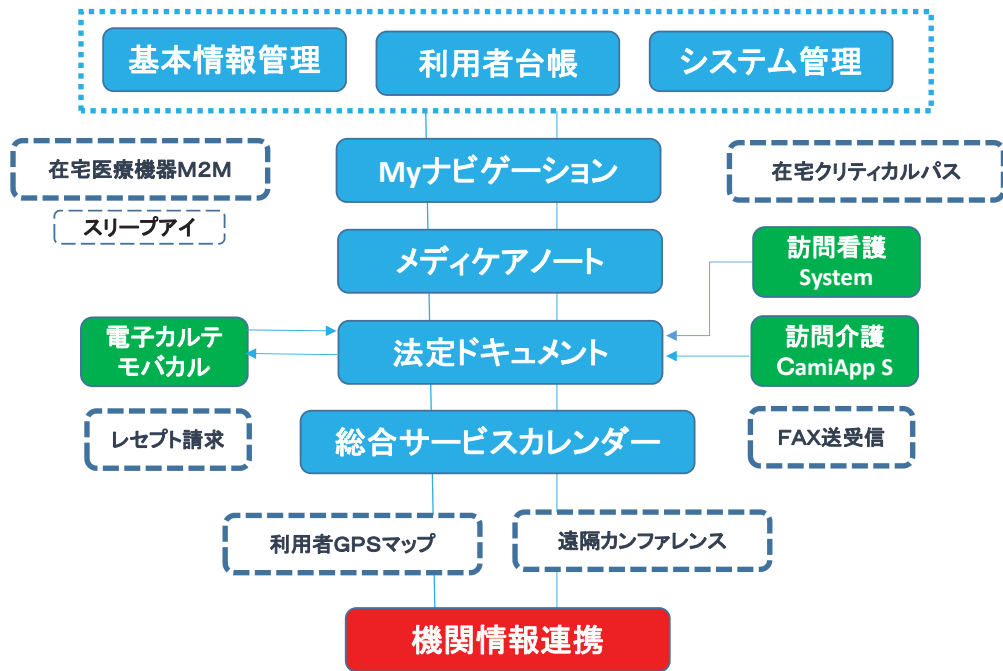 基本情報管理
利用者台帳
システム管理
在宅医療機器M2M
Myナビゲーション
在宅クリティカルパス
スリープアイ
メディケアノート
訪問看護
System
電子カルテ
モバカル
法定ドキュメント
訪問介護
CamiApp S
レセプト請求
総合サービスカレンダー
FAX送受信
利用者GPSマップ
遠隔カンファレンス
機関情報連携